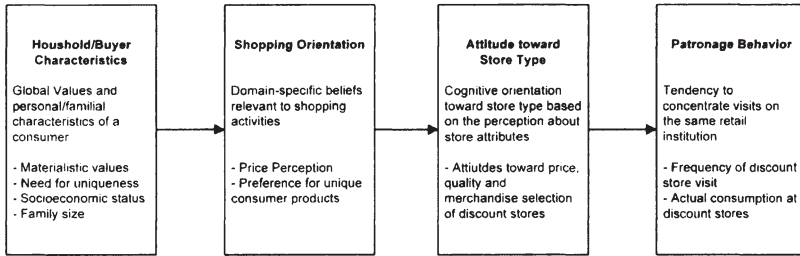 Houshold/Buyer
Characteristics
Global Values and
personal/familial
characteristics of a
consumer
- Materialistic values
- Need for uniqueness
- Socioeconomic status
- Family size
Shopping Orientation
Domain-specific beliefs
relevant to shopping
activities
- Price Perception
- Preference for unique
consumer products
Attitude toward
Store Type
Cognitive orientation
toward store type based
on the perception about
store attributes
- Attiutdes toward price,
quality and
merchandise selection
of discount stores
Patronage Behavior
Tendency to
concentrate visits on
the same retail
institution
- Frequency of discount
store visit
- Actual consumption at
discount stores